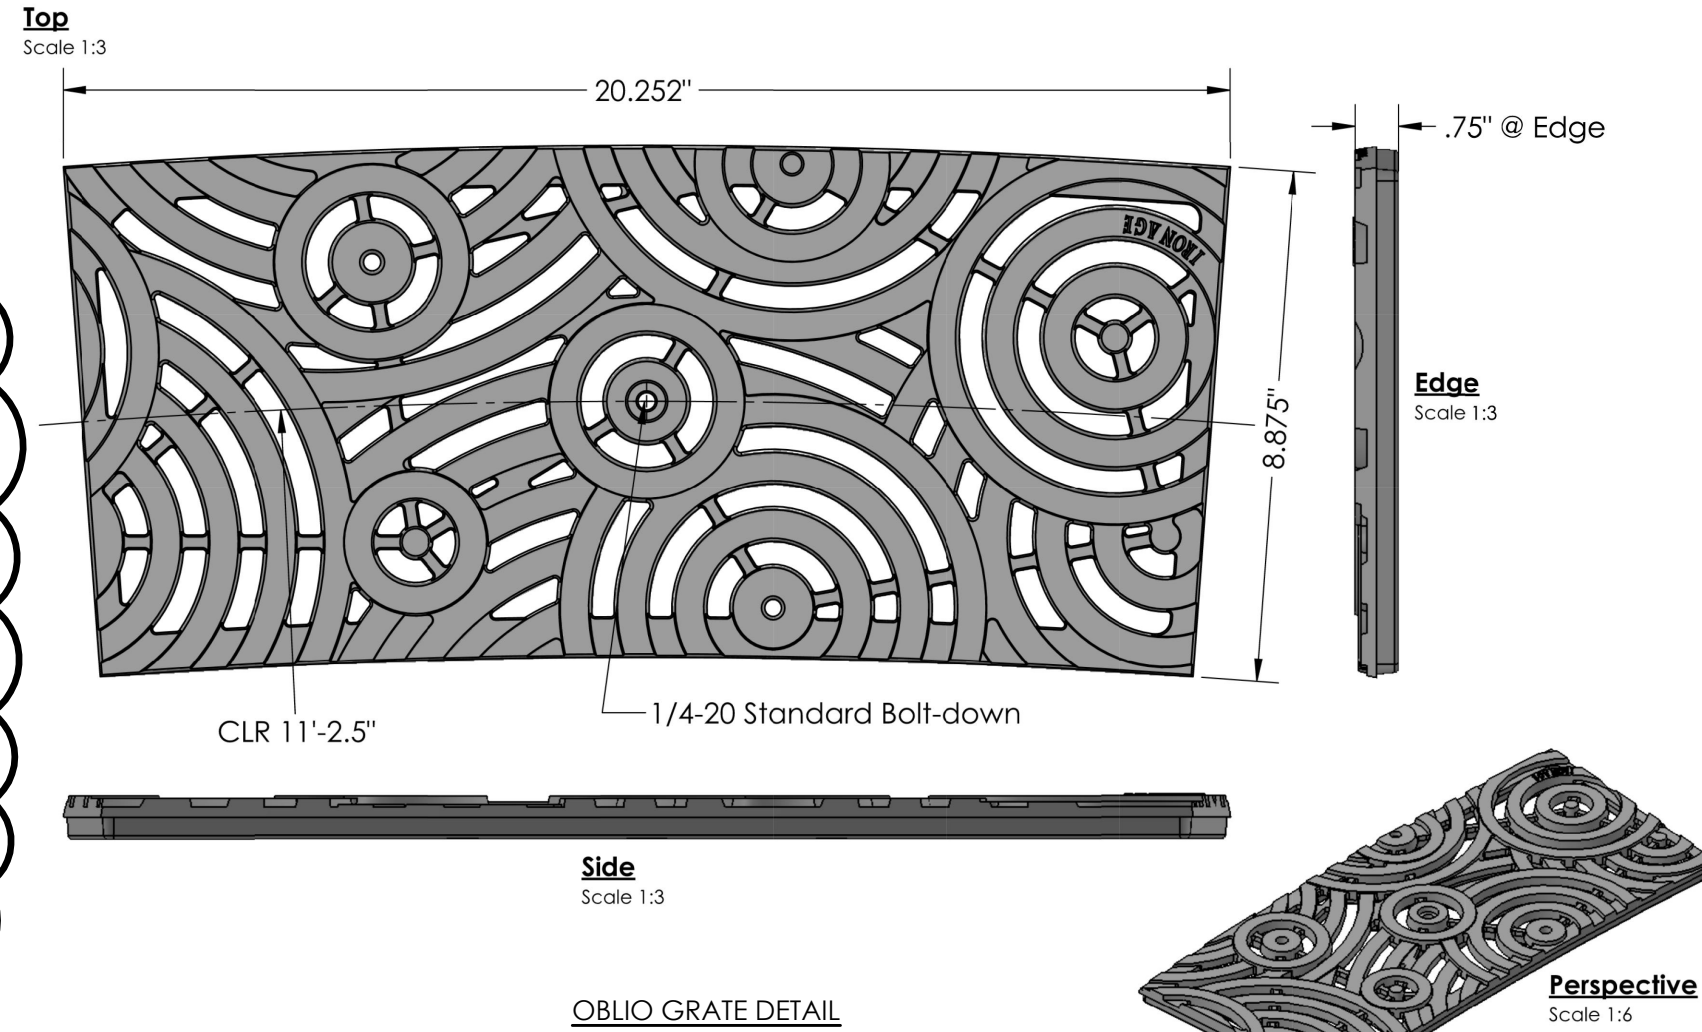 Top
Scale 1:3
20.252"
.75" @ Edge
IRON AGE
8.875"
Edge
Scale 1:3
CLR 11'-2.5"
1/4-20 Standard Bolt-down
Side
Scale 1:3
OBLIO GRATE DETAIL
Perspective
Scale 1:6